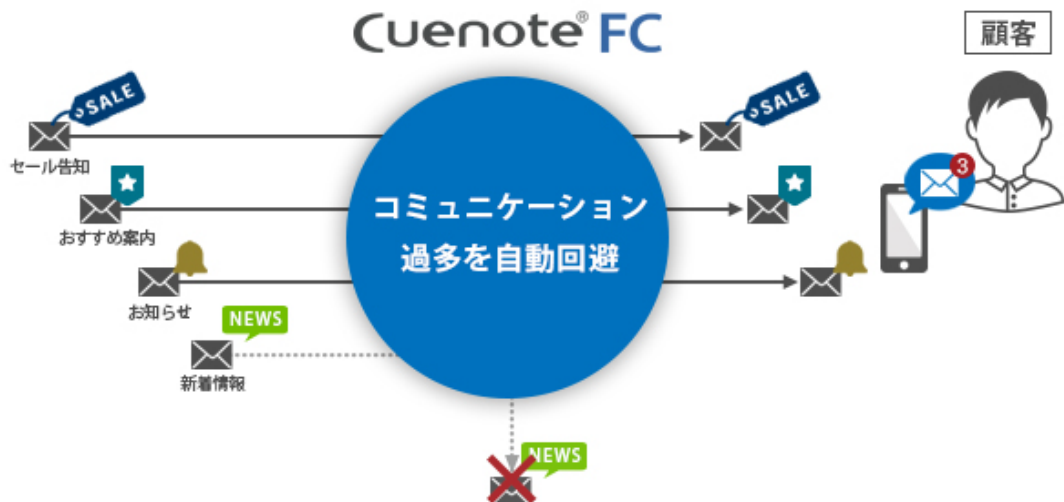 Cuenote® FC
顧客
SALE
セール告知
SALE
おすすめ案内
お知らせ
NEWS
新着情報
コミュニケーション
過多を自動回避
3
NEWS